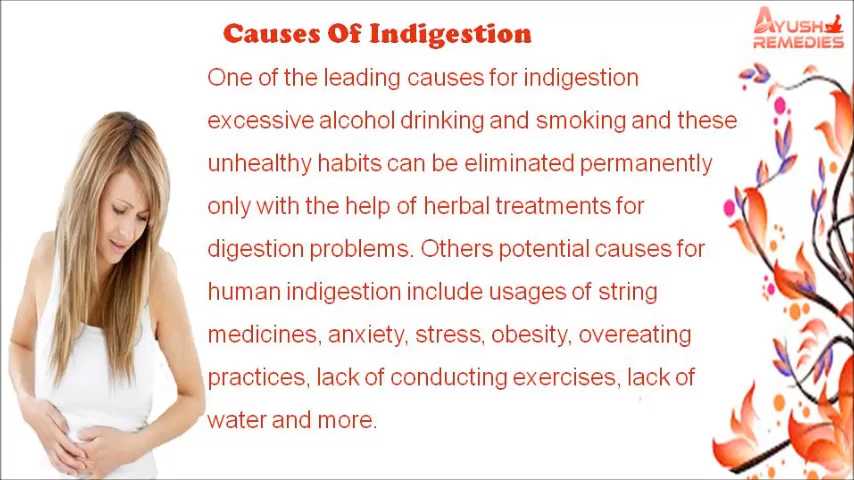 Causes Of Indigestion
AYUSH
REMEDIES
One of the leading causes for indigestion
excessive alcohol drinking and smoking and these
unhealthy habits can be eliminated permanently
only with the help of herbal treatments for
digestion problems. Others potential causes for
human indigestion include usages of string
medicines, anxiety, stress, obesity, overeating
practices, lack of conducting exercises, lack of
water and more.